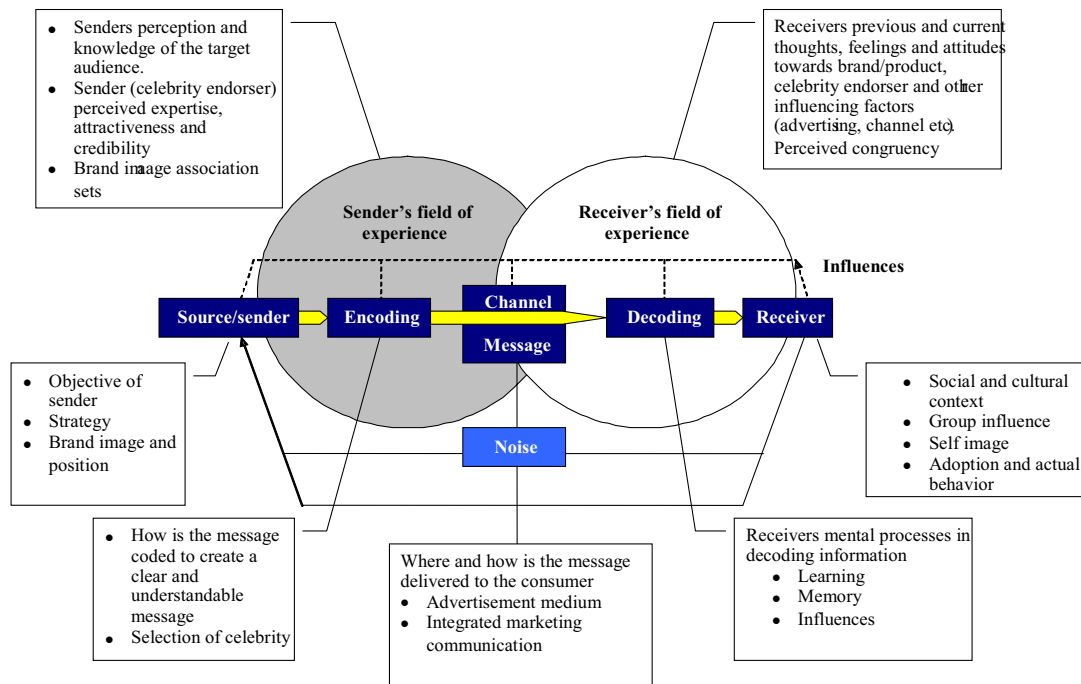 • Senders perception and
knowledge of the target
audience.
• Sender (celebrity endorser)
perceived expertise,
attractiveness and
credibility
• Brand image association
sets
Receivers previous and current
thoughts, feelings and attitudes
towards brand/product,
celebrity endorser and other
influencing factors
(advertising, channel etc).
Perceived congruency
Sender’s field of
experience
Receiver’s field of
experience
Influences
Source/sender
Encoding
Channel
Message
Decoding
Receiver
• Objective of
sender
• Strategy
• Brand image and
position
Noise
• Social and cultural
context
• Group influence
• Self image
• Adoption and actual
behavior
• How is the message
coded to create a
clear and
understandable
message
• Selection of celebrity
Where and how is the message
delivered to the consumer
• Advertisement medium
• Integrated marketing
communication
Receivers mental processes in
decoding information
• Learning
• Memory
• Influences